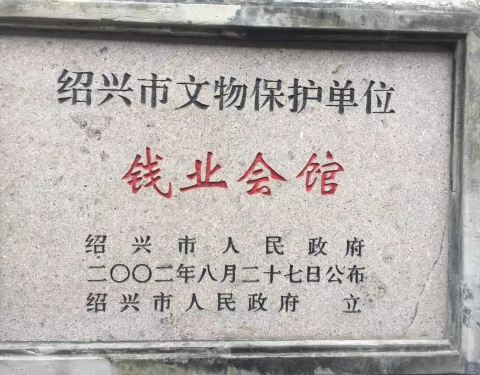 绍兴市文物保护单位
钱业会馆
绍兴市人民政府
二〇〇二年八月二十七日公布
绍兴市人民政府 立